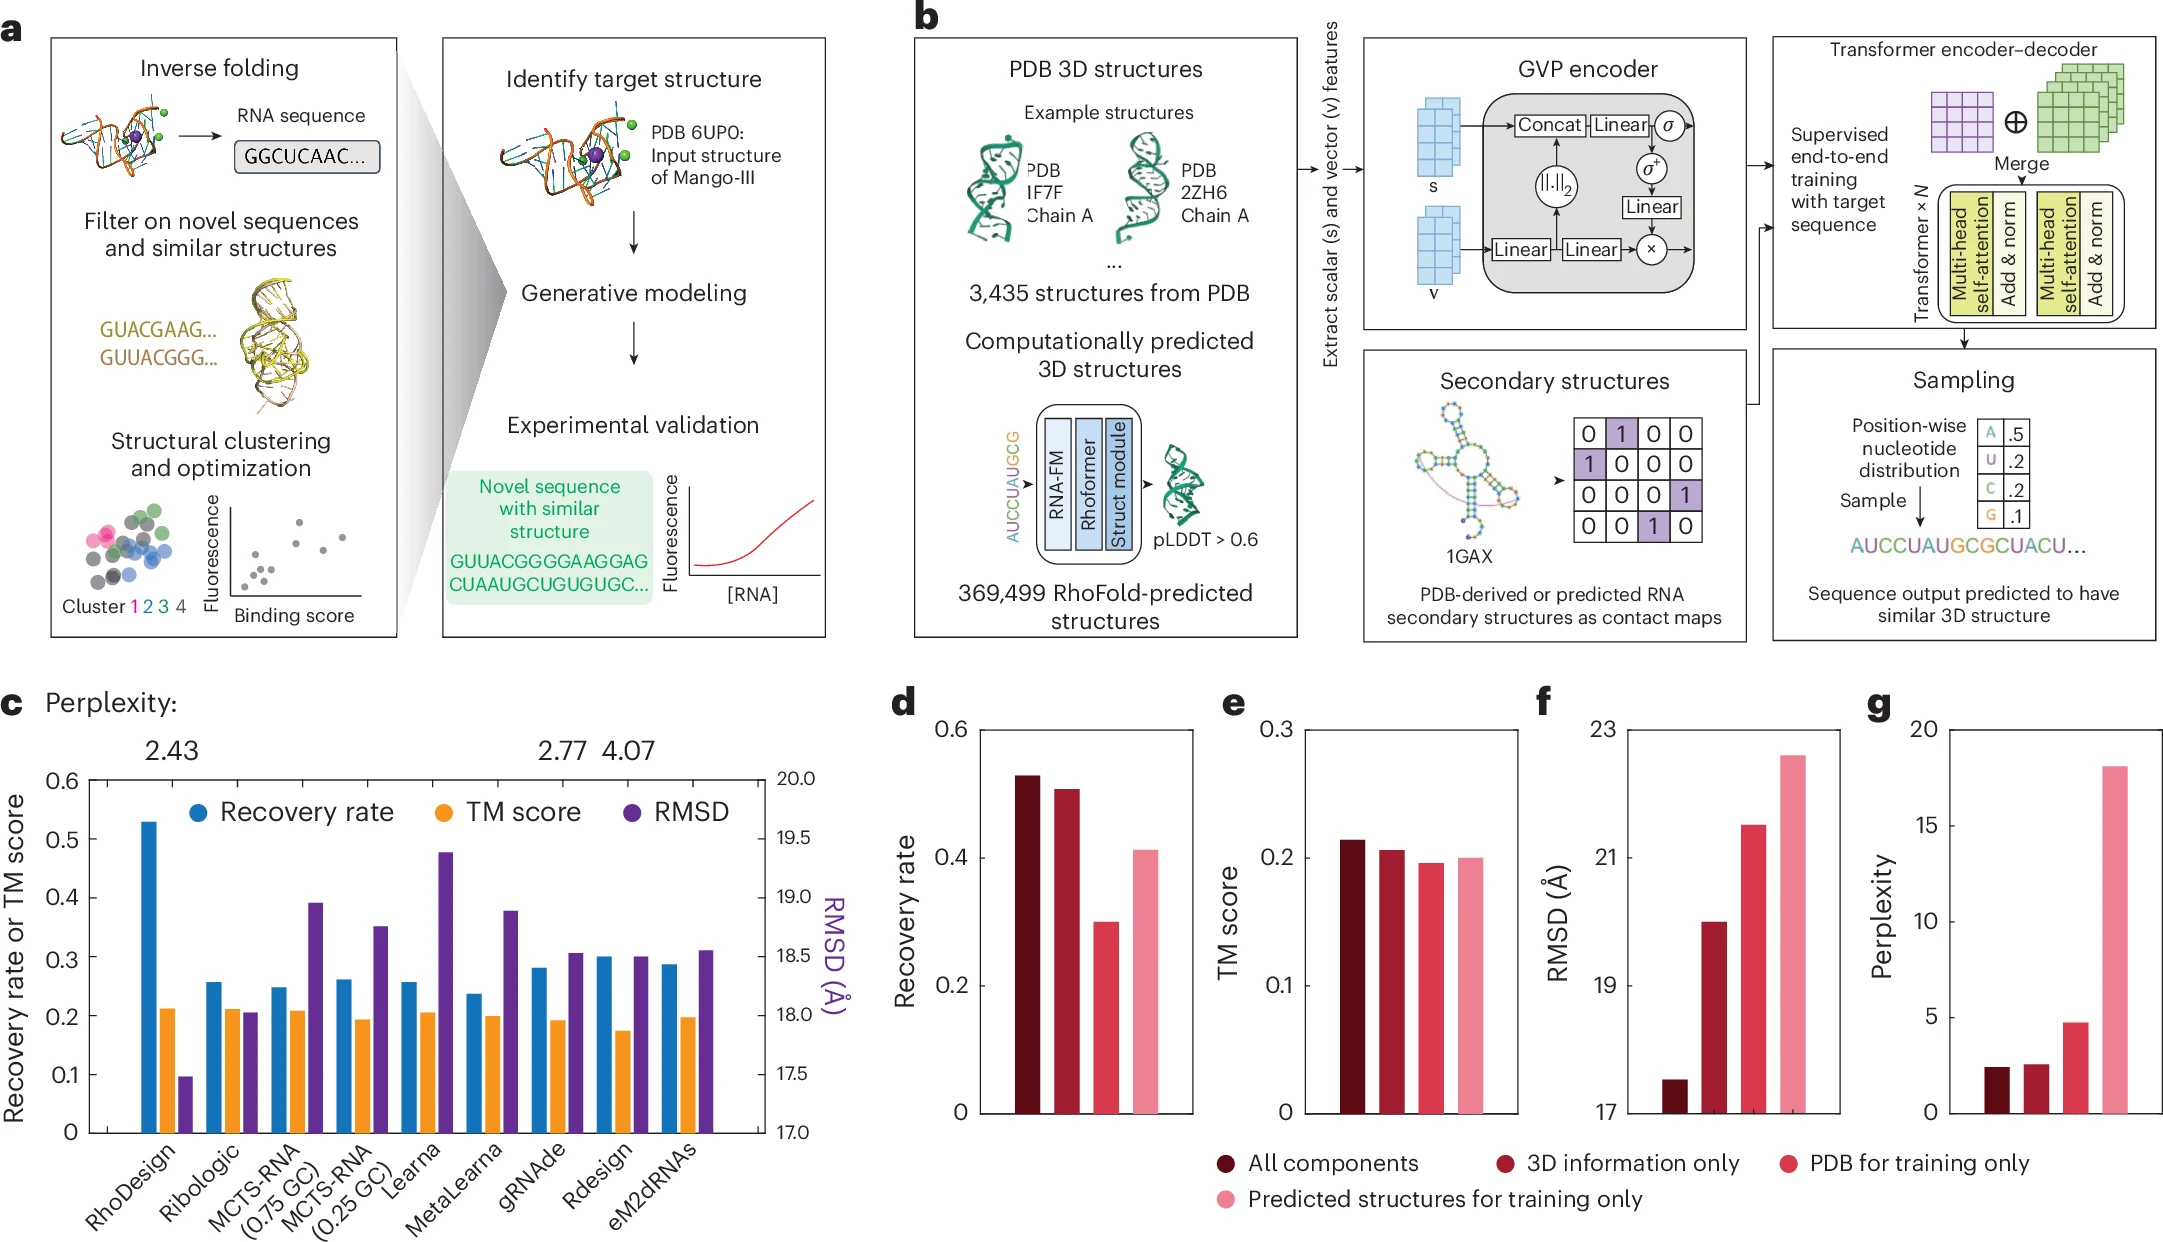 a
Inverse folding
RNA sequence
GGCUCAAC...
Filter on novel sequences
and similar structures
GUACGAAG...
GUUACGGG...
Structural clustering
and optimization
Fluorescence
Cluster 1 2 3 4
Binding score
Identify target structure
PDB 6UP0:
Input structure
of Mango-III
Generative modeling
Experimental validation
Novel sequence
with similar
structure
GUUACGGGGAAGGAG
CUAAUGCUGUGUGC...
Fluorescence
[RNA]
b
PDB 3D structures
Example structures
PDB
1F7F
Chain A
PDB
2ZH6
Chain A
...
3,435 structures from PDB
Computationally predicted
3D structures
AUCCUAUGCG
RNA-FM
Rhoformer
Struct module
pLDDT > 0.6
369,499 RhoFold-predicted
structures
Extract scalar (s) and vector (v) features
GVP encoder
s
v
Concat
Linear
σ
σ⁺
||.||₂
Linear
Linear
Linear
×
Secondary structures
1GAX
0 1 0 0
1 0 0 0
0 0 0 1
0 0 1 0
PDB-derived or predicted RNA
secondary structures as contact maps
Transformer encoder–decoder
Supervised
end-to-end
training
with target
sequence
⊕
Merge
Transformer × N
Multi-head
self-attention
Add & norm
Multi-head
self-attention
Add & norm
Sampling
Position-wise
nucleotide
distribution
A .5
U .2
C .2
G .1
Sample
AUCCUAUGCGCUACU...
Sequence output predicted to have
similar 3D structure
c
Perplexity:
2.43 2.77 4.07
Recovery rate or TM score
0.6
0.5
0.4
0.3
0.2
0.1
0
Recovery rate
TM score
RMSD
20.0
19.5
19.0
18.5
18.0
17.5
17.0
RMSD (Å)
RhoDesign
Ribologic
MCTS-RNA
(0.75 GC)
MCTS-RNA
(0.25 GC)
Learna
MetaLearna
gRNAde
Rdesign
eM2dRNAs
d
Recovery rate
0.6
0.4
0.2
0
e
TM score
0.3
0.2
0.1
0
f
RMSD (Å)
23
21
19
17
g
Perplexity
20
15
10
5
0
All components
3D information only
PDB for training only
Predicted structures for training only